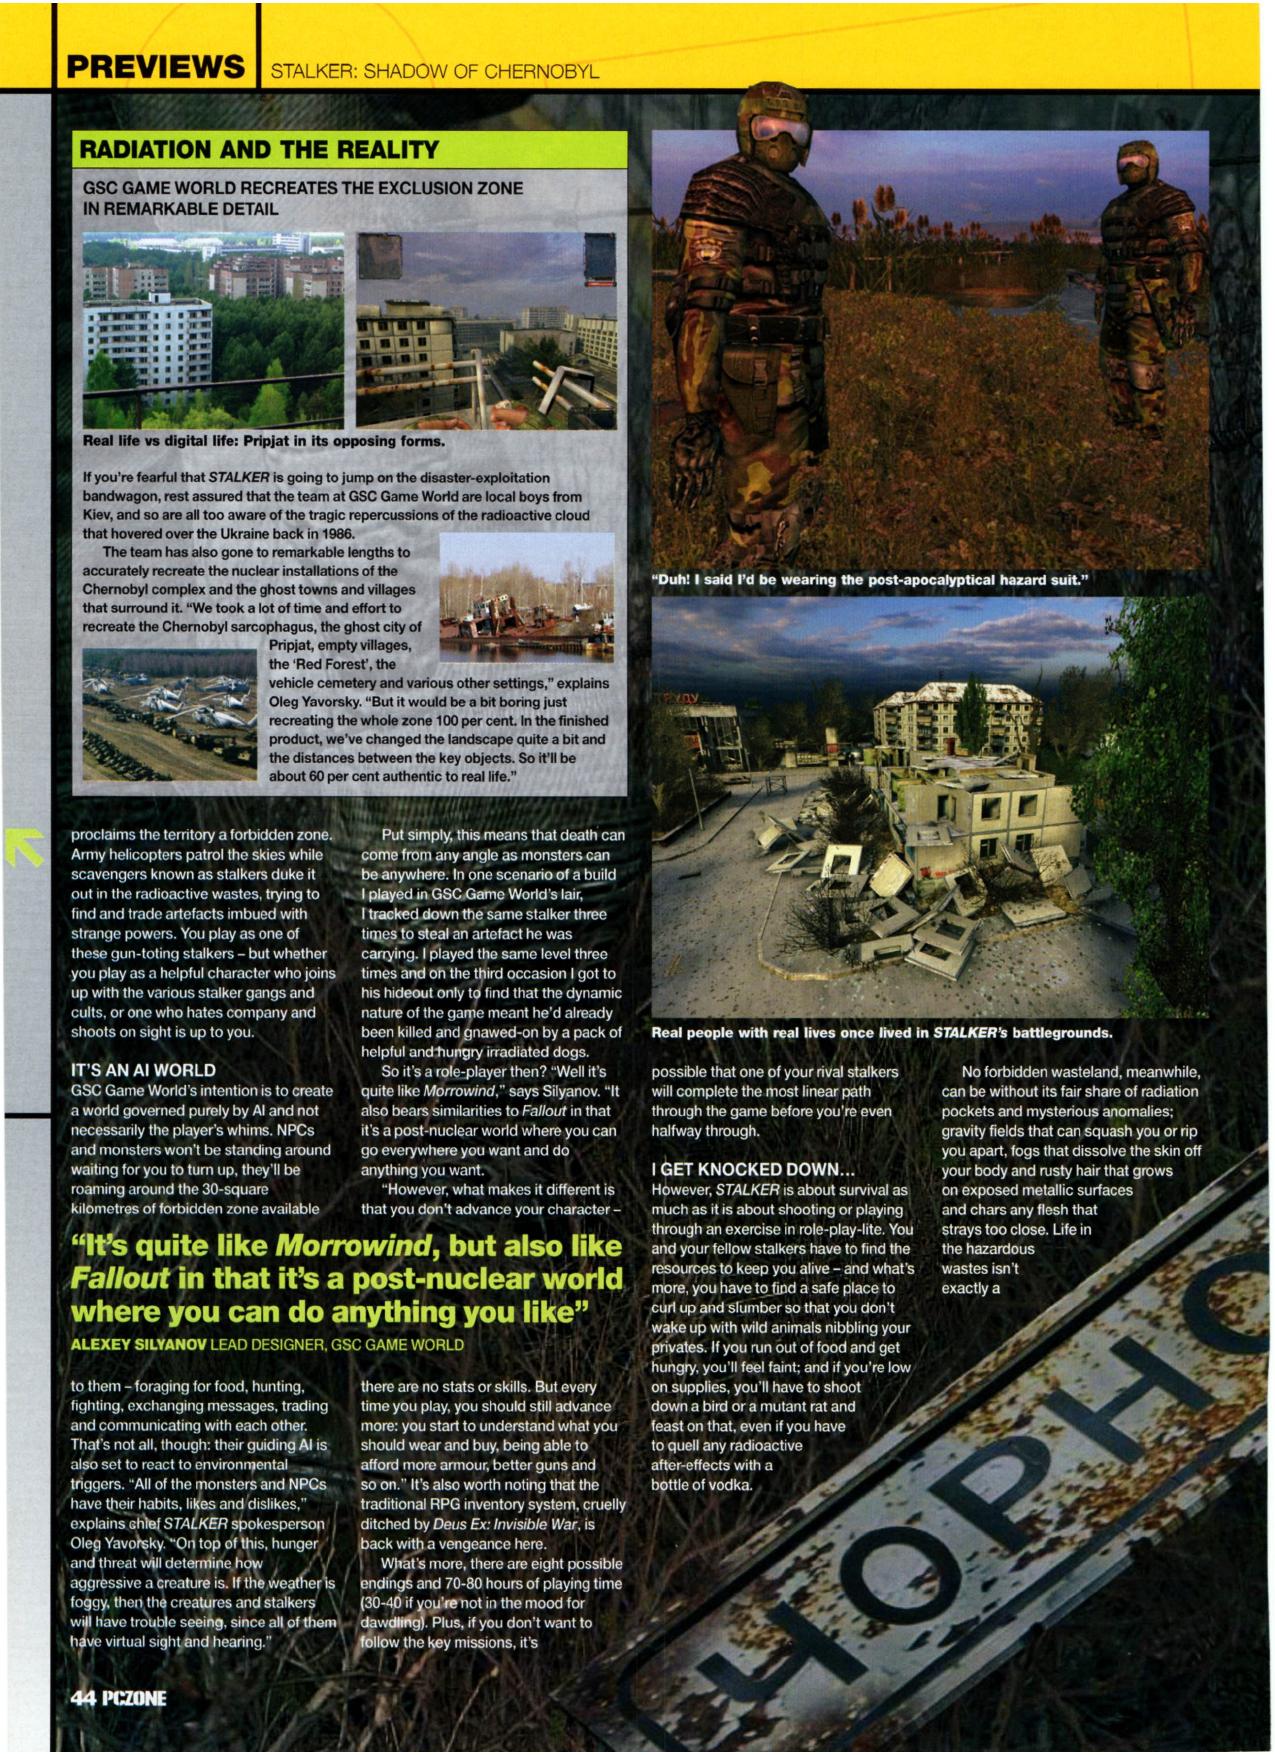 PREVIEWS
STALKER: SHADOW OF CHERNOBYL
RADIATION AND THE REALITY
GSC GAME WORLD RECREATES THE EXCLUSION ZONE
IN REMARKABLE DETAIL
Real life vs digital life: Pripjat in its opposing forms.
If you're fearful that STALKER is going to jump on the disaster-exploitation
bandwagon, rest assured that the team at GSC Game World are local boys from
Kiev, and so are all too aware of the tragic repercussions of the radioactive cloud
that hovered over the Ukraine back in 1986.
The team has also gone to remarkable lengths to
accurately recreate the nuclear installations of the
Chernobyl complex and the ghost towns and villages
that surround it. “We took a lot of time and effort to
recreate the Chernobyl sarcophagus, the ghost city of
Pripjat, empty villages,
the ‘Red Forest’, the
vehicle cemetery and various other settings,” explains
Oleg Yavorsky. “But it would be a bit boring just
recreating the whole zone 100 per cent. In the finished
product, we've changed the landscape quite a bit and
the distances between the key objects. So it'll be
about 60 per cent authentic to real life.”
“Duh! I said I'd be wearing the post-apocalyptical hazard suit.”
ТРУДУ
Real people with real lives once lived in STALKER's battlegrounds.
proclaims the territory a forbidden zone.
Army helicopters patrol the skies while
scavengers known as stalkers duke it
out in the radioactive wastes, trying to
find and trade artefacts imbued with
strange powers. You play as one of
these gun-toting stalkers – but whether
you play as a helpful character who joins
up with the various stalker gangs and
cults, or one who hates company and
shoots on sight is up to you.
IT'S AN AI WORLD
GSC Game World's intention is to create
a world governed purely by AI and not
necessarily the player's whims. NPCs
and monsters won't be standing around
waiting for you to turn up, they'll be
roaming around the 30-square
kilometres of forbidden zone available
to them – foraging for food, hunting,
fighting, exchanging messages, trading
and communicating with each other.
That's not all, though: their guiding AI is
also set to react to environmental
triggers. “All of the monsters and NPCs
have their habits, likes and dislikes,”
explains chief STALKER spokesperson
Oleg Yavorsky. “On top of this, hunger
and threat will determine how
aggressive a creature is. If the weather is
foggy, then the creatures and stalkers
will have trouble seeing, since all of them
have virtual sight and hearing.”
Put simply, this means that death can
come from any angle as monsters can
be anywhere. In one scenario of a build
I played in GSC Game World's lair,
I tracked down the same stalker three
times to steal an artefact he was
carrying. I played the same level three
times and on the third occasion I got to
his hideout only to find that the dynamic
nature of the game meant he'd already
been killed and gnawed-on by a pack of
helpful and hungry irradiated dogs.
So it's a role-player then? “Well it's
quite like Morrowind,” says Silyanov. “It
also bears similarities to Fallout in that
it's a post-nuclear world where you can
go everywhere you want and do
anything you want.
“However, what makes it different is
that you don't advance your character –
“It's quite like Morrowind, but also like
Fallout in that it's a post-nuclear world
where you can do anything you like”
ALEXEY SILYANOV LEAD DESIGNER, GSC GAME WORLD
there are no stats or skills. But every
time you play, you should still advance
more: you start to understand what you
should wear and buy, being able to
afford more armour, better guns and
so on.” It's also worth noting that the
traditional RPG inventory system, cruelly
ditched by Deus Ex: Invisible War, is
back with a vengeance here.
What's more, there are eight possible
endings and 70-80 hours of playing time
(30-40 if you're not in the mood for
dawdling). Plus, if you don't want to
follow the key missions, it's
possible that one of your rival stalkers
will complete the most linear path
through the game before you're even
halfway through.
I GET KNOCKED DOWN...
However, STALKER is about survival as
much as it is about shooting or playing
through an exercise in role-play-lite. You
and your fellow stalkers have to find the
resources to keep you alive – and what's
more, you have to find a safe place to
curl up and slumber so that you don't
wake up with wild animals nibbling your
privates. If you run out of food and get
hungry, you'll feel faint; and if you're low
on supplies, you'll have to shoot
down a bird or a mutant rat and
feast on that, even if you have
to quell any radioactive
after-effects with a
bottle of vodka.
No forbidden wasteland, meanwhile,
can be without its fair share of radiation
pockets and mysterious anomalies;
gravity fields that can squash you or rip
you apart, fogs that dissolve the skin off
your body and rusty hair that grows
on exposed metallic surfaces
and chars any flesh that
strays too close. Life in
the hazardous
wastes isn't
exactly a
ЧОРНО
44 PCZONE